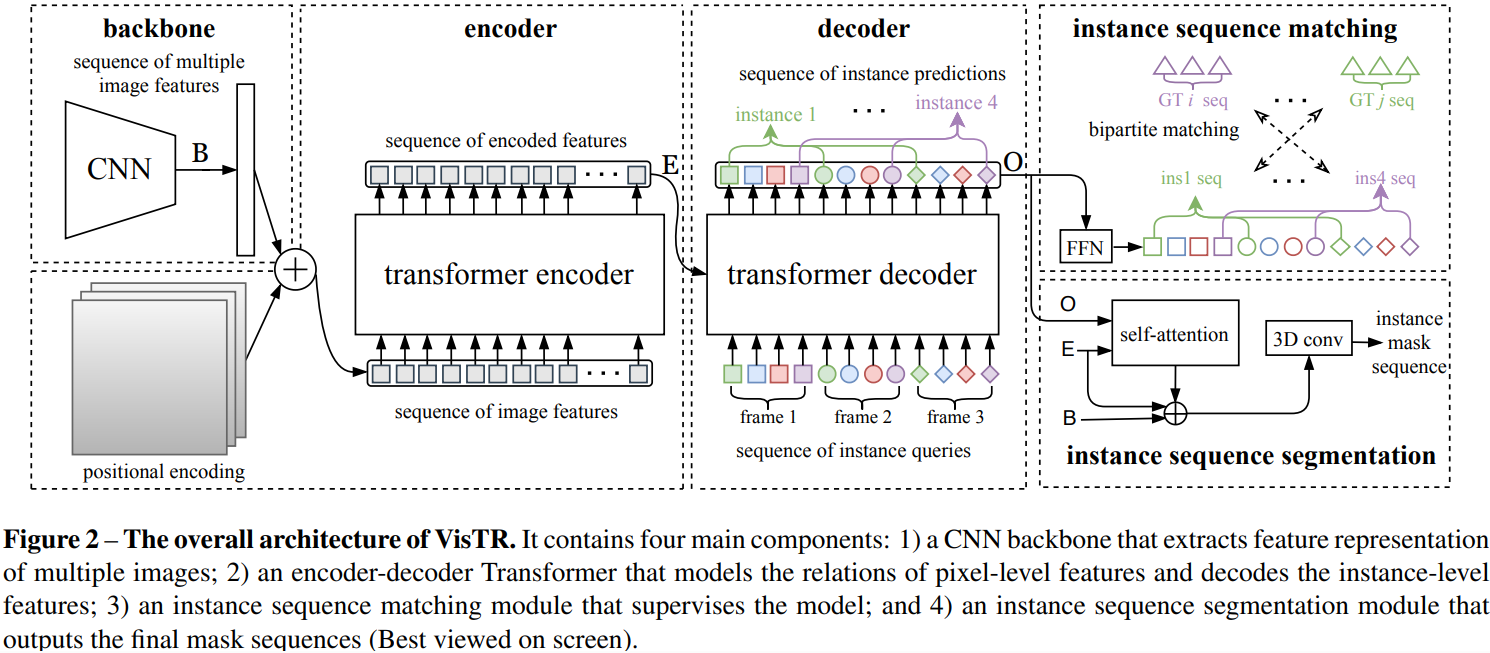 backbone
sequence of multiple
image features
CNN
B
positional encoding
encoder
sequence of encoded features
E
transformer encoder
sequence of image features
decoder
sequence of instance predictions
instance 1
...
instance 4
O
transformer decoder
frame 1 frame 2 frame 3
sequence of instance queries
instance sequence matching
GT i seq
...
GT j seq
bipartite matching
ins1 seq
...
ins4 seq
FFN
O
E
B
self-attention
3D conv
instance
mask
sequence
instance sequence segmentation
Figure 2 – The overall architecture of VisTR. It contains four main components: 1) a CNN backbone that extracts feature representation
of multiple images; 2) an encoder-decoder Transformer that models the relations of pixel-level features and decodes the instance-level
features; 3) an instance sequence matching module that supervises the model; and 4) an instance sequence segmentation module that
outputs the final mask sequences (Best viewed on screen).